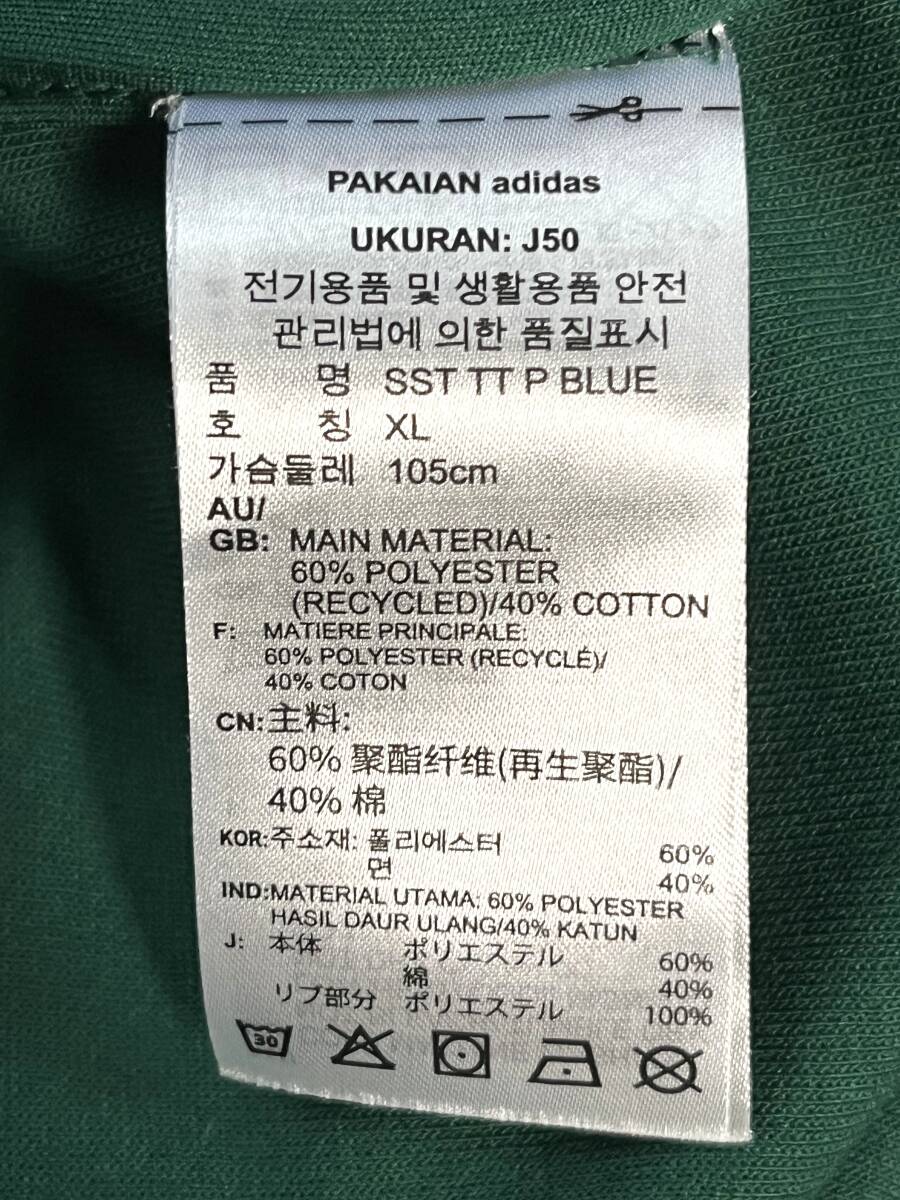 PAKAIAN adidas
UKURAN: J50
전기용품 및 생활용품 안전
관리법에 의한 품질표시
품 명 SST TT P BLUE
호 칭 XL
가슴둘레 105cm
AU/
GB: MAIN MATERIAL:
60% POLYESTER
(RECYCLED)/40% COTTON
F: MATIERE PRINCIPALE:
60% POLYESTER (RECYCLÉ)/
40% COTON
CN:主料:
60% 聚酯纤维(再生聚酯)/
40% 棉
KOR:주소재: 폴리에스터 60%
면 40%
IND:MATERIAL UTAMA: 60% POLYESTER
HASIL DAUR ULANG/40% KATUN
J: 本体 ポリエステル 60%
綿 40%
リブ部分 ポリエステル 100%
30